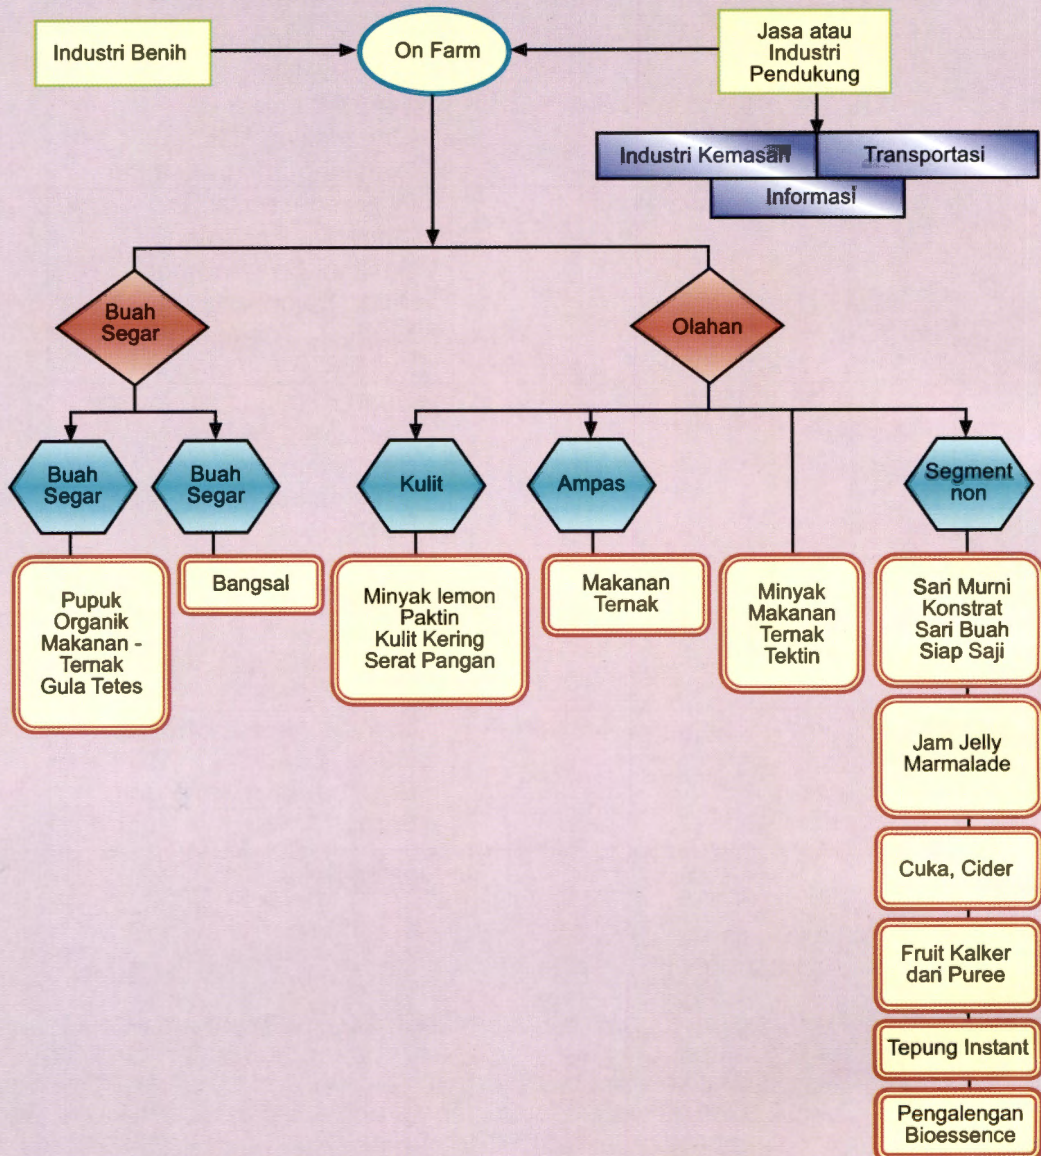 Industri Benih
On Farm
Jasa atau
Industri
Pendukung
Industri Kemasan
Transportasi
Informasi
Buah
Segar
Olahan
Buah
Segar
Buah
Segar
Kulit
Ampas
Segment
non
Pupuk
Organik
Makanan -
Ternak
Gula Tetes
Bangsal
Minyak lemon
Paktin
Kulit Kering
Serat Pangan
Makanan
Ternak
Minyak
Makanan
Ternak
Tektin
Sari Murni
Konstrat
Sari Buah
Siap Saji
Jam Jelly
Marmalade
Cuka, Cider
Fruit Kalker
dari Puree
Tepung Instant
Pengalengan
Bioessence